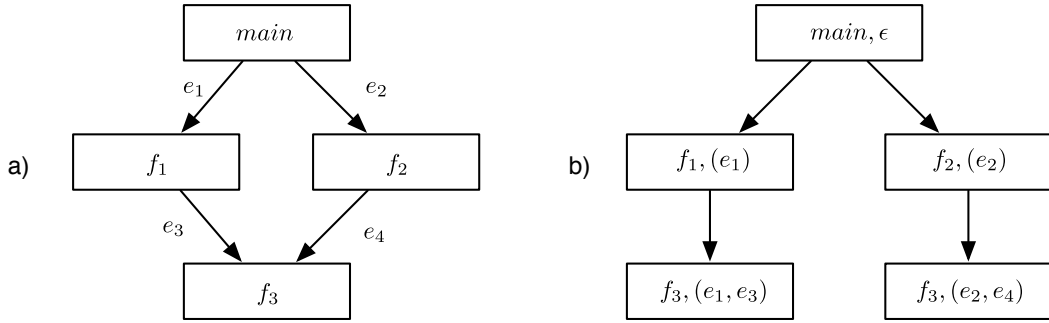 a)
main
e₁
e₂
f₁
f₂
e₃
e₄
f₃
b)
main, ϵ
f₁, (e₁)
f₂, (e₂)
f₃, (e₁, e₃)
f₃, (e₂, e₄)